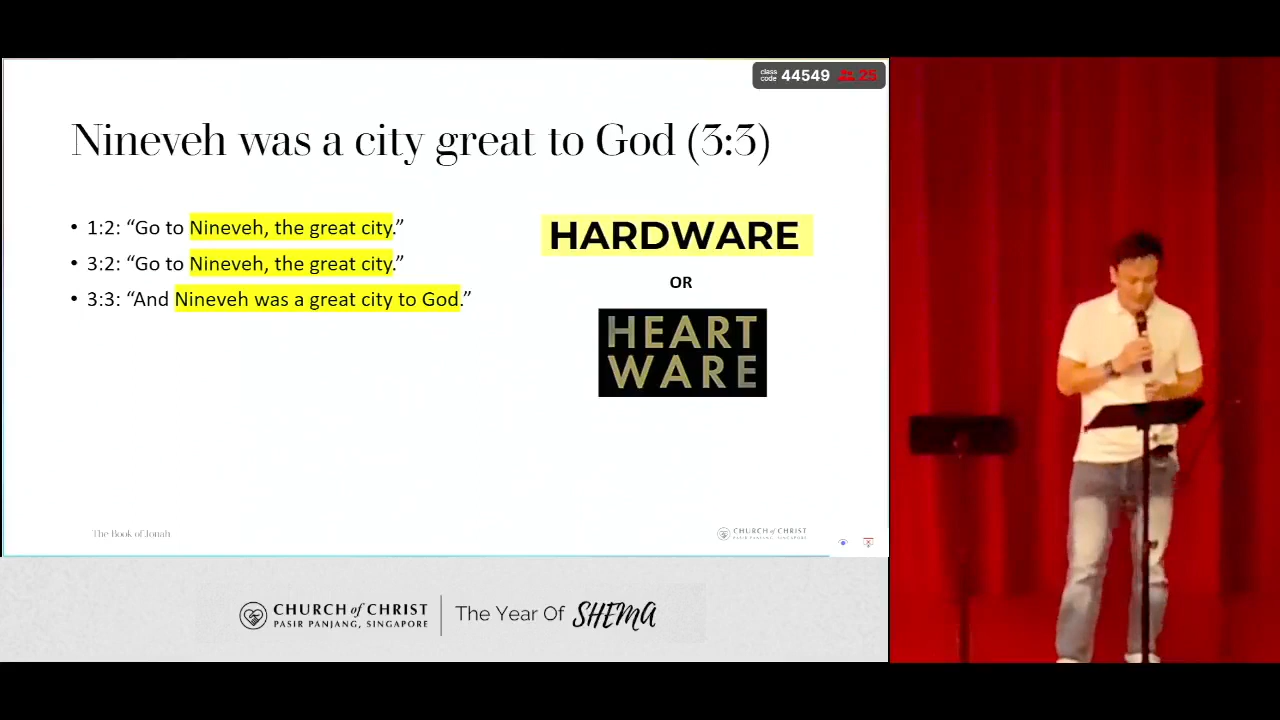 class code 44549 25
Nineveh was a city great to God (3:3)
• 1:2: “Go to Nineveh, the great city.”
• 3:2: “Go to Nineveh, the great city.”
• 3:3: “And Nineveh was a great city to God.”
HARDWARE
OR
HEART
WARE
The Book of Jonah
CHURCH of CHRIST
PASIR PANJANG, SINGAPORE
CHURCH of CHRIST
PASIR PANJANG, SINGAPORE
The Year Of SHEMA